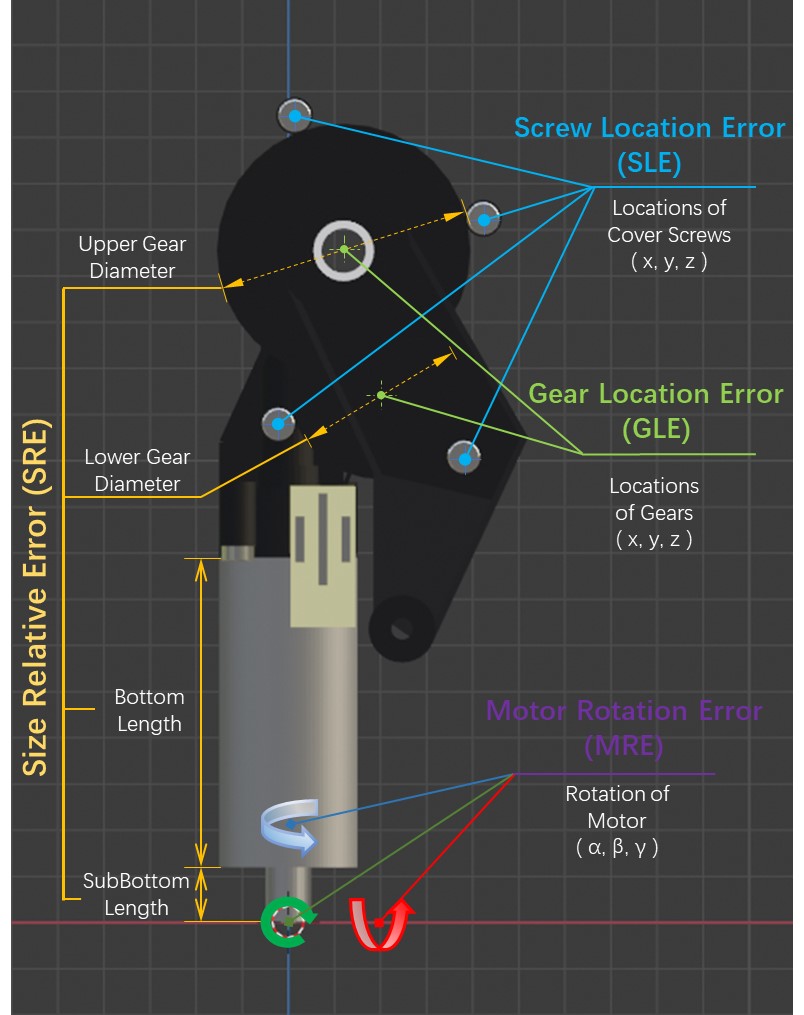 Screw Location Error
(SLE)
Locations of
Cover Screws
( x, y, z )
Upper Gear
Diameter
Gear Location Error
(GLE)
Locations
of Gears
( x, y, z )
Lower Gear
Diameter
Size Relative Error (SRE)
Bottom
Length
Motor Rotation Error
(MRE)
Rotation of
Motor
( α, β, γ )
SubBottom
Length